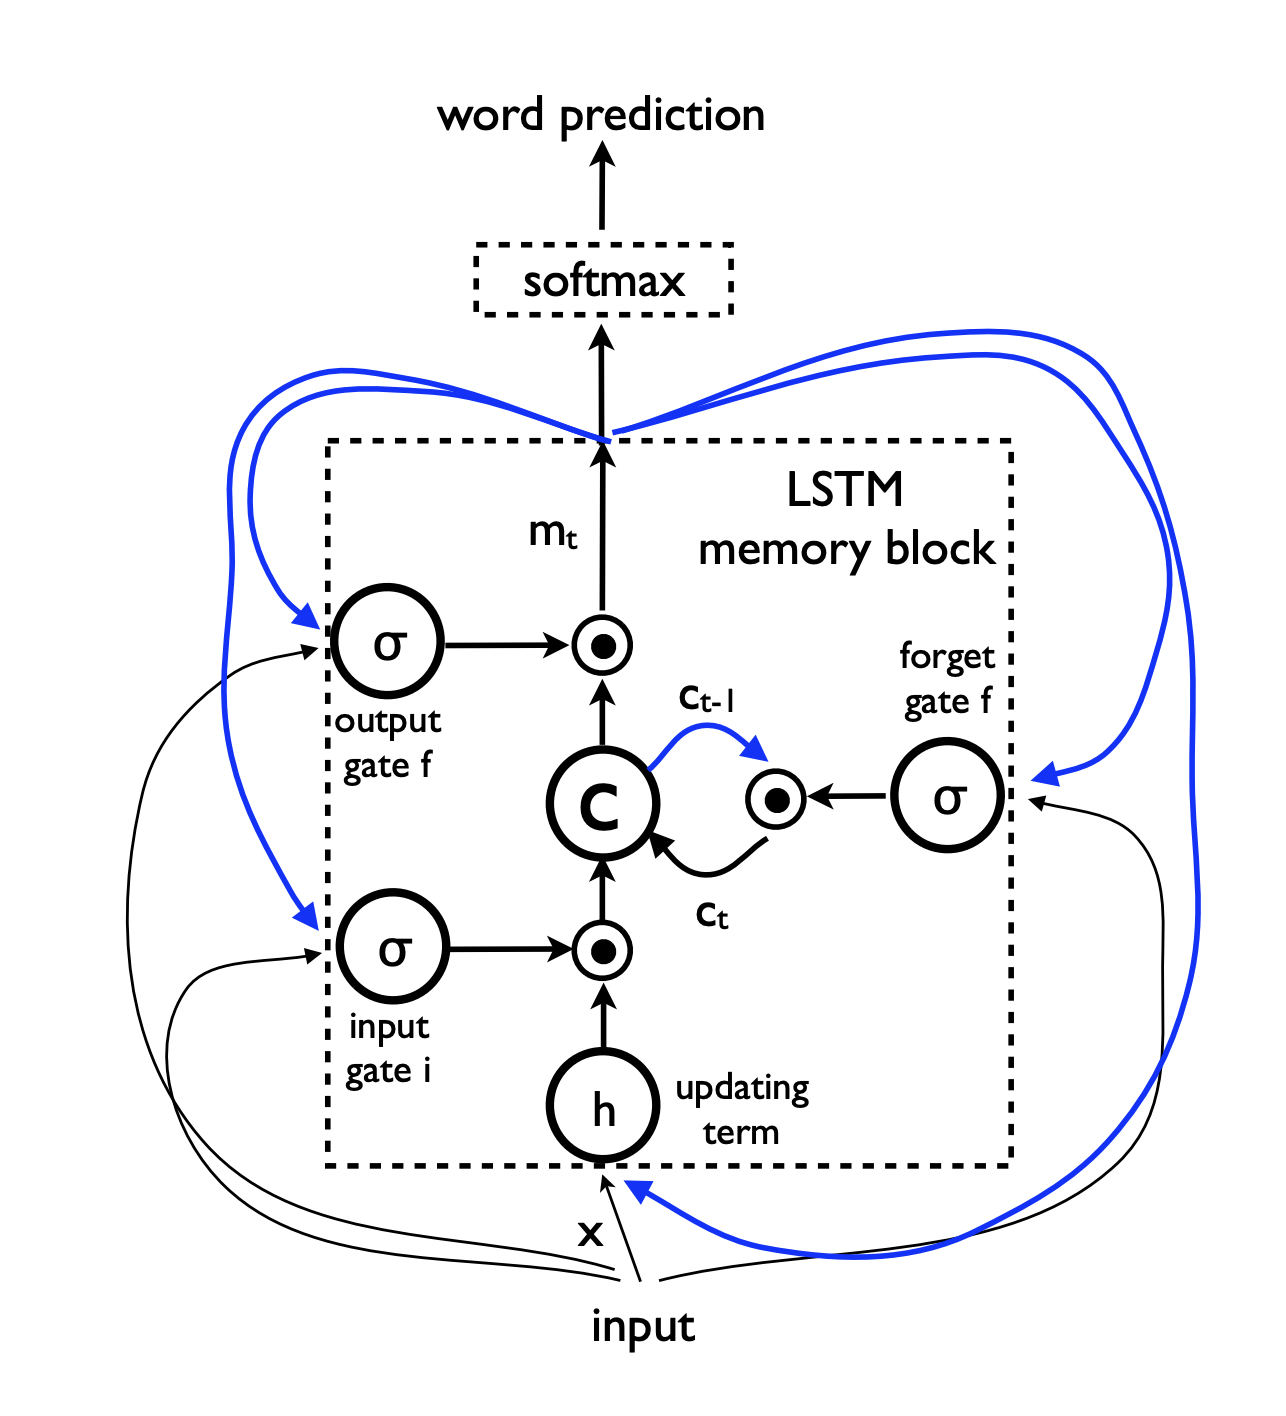 word prediction
softmax
LSTM
memory block
mt
σ
output
gate f
forget
gate f
ct-1
σ
C
ct
σ
input
gate i
h
updating
term
x
input